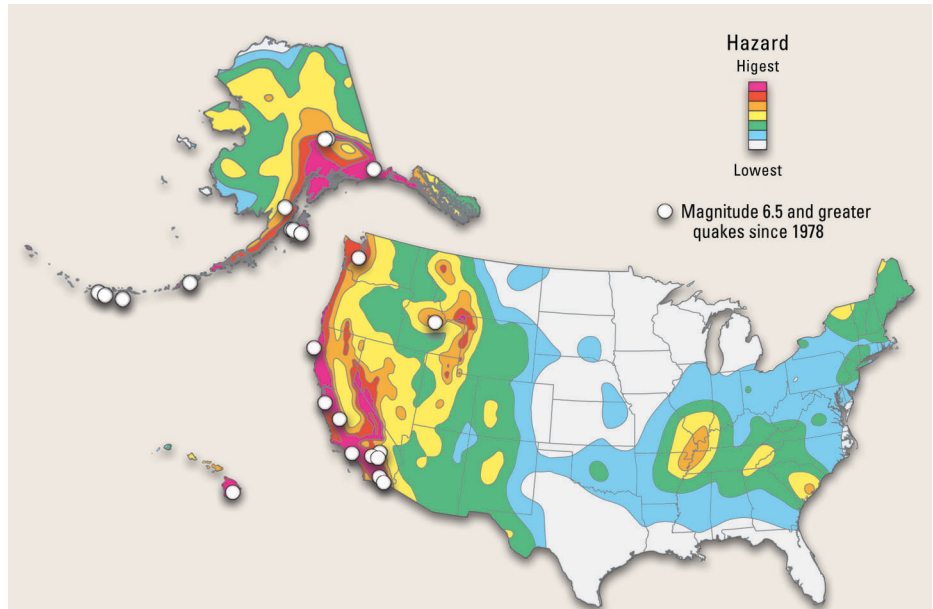 Hazard
Higest
Lowest
Magnitude 6.5 and greater
quakes since 1978